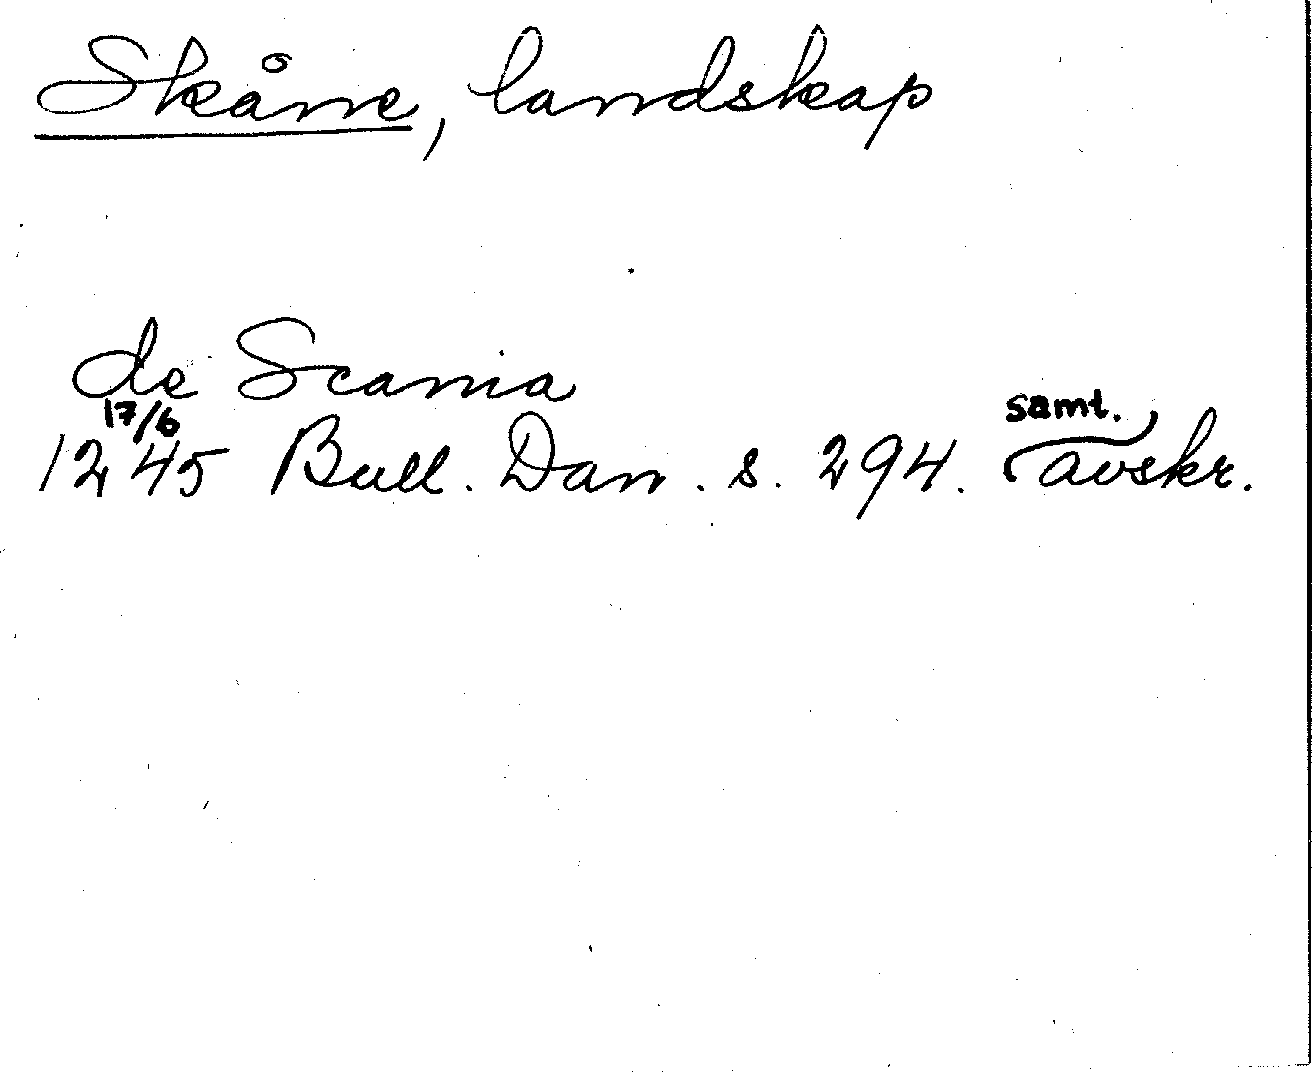 Skåne, landskap
de Scania
1245 17/6 Bull. Dan. s. 294. samt. avskr.